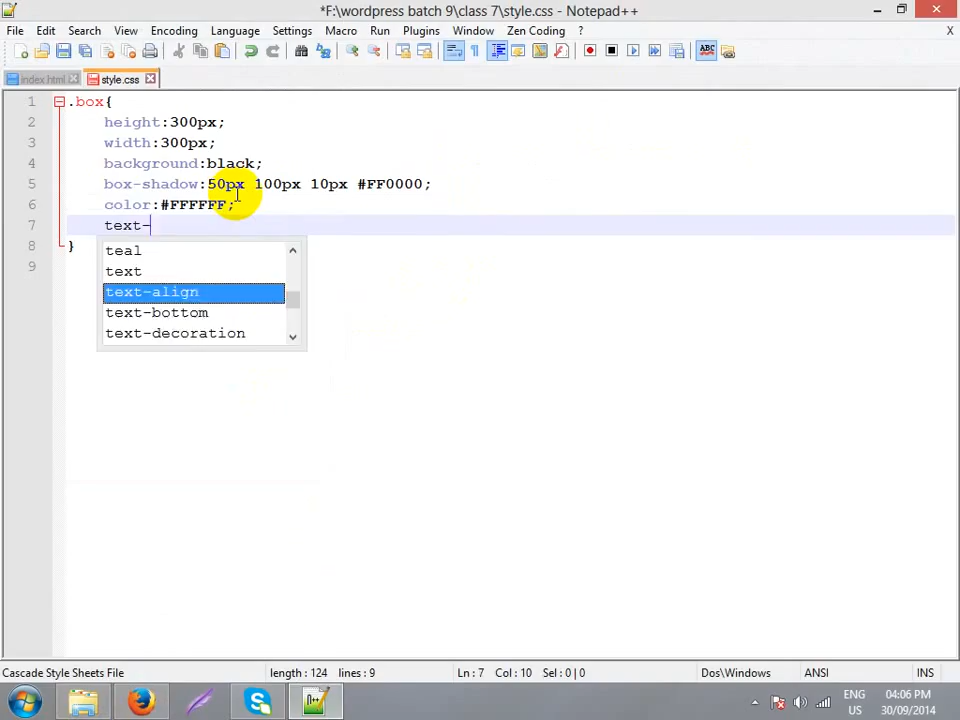 *F:\wordpress batch 9\class 7\style.css - Notepad++
File Edit Search View Encoding Language Settings Macro Run Plugins Window Zen Coding ? X
ABC
index.html style.css
1 .box{
2 height:300px;
3 width:300px;
4 background:black;
5 box-shadow:50px 100px 10px #FF0000;
6 color:#FFFFFF;
7 text-
8 }
9
teal
text
text-align
text-bottom
text-decoration
Cascade Style Sheets File length : 124 lines : 9 Ln : 7 Col : 10 Sel : 0 | 0 Dos\Windows ANSI INS
ENG 04:06 PM
US 30/09/2014